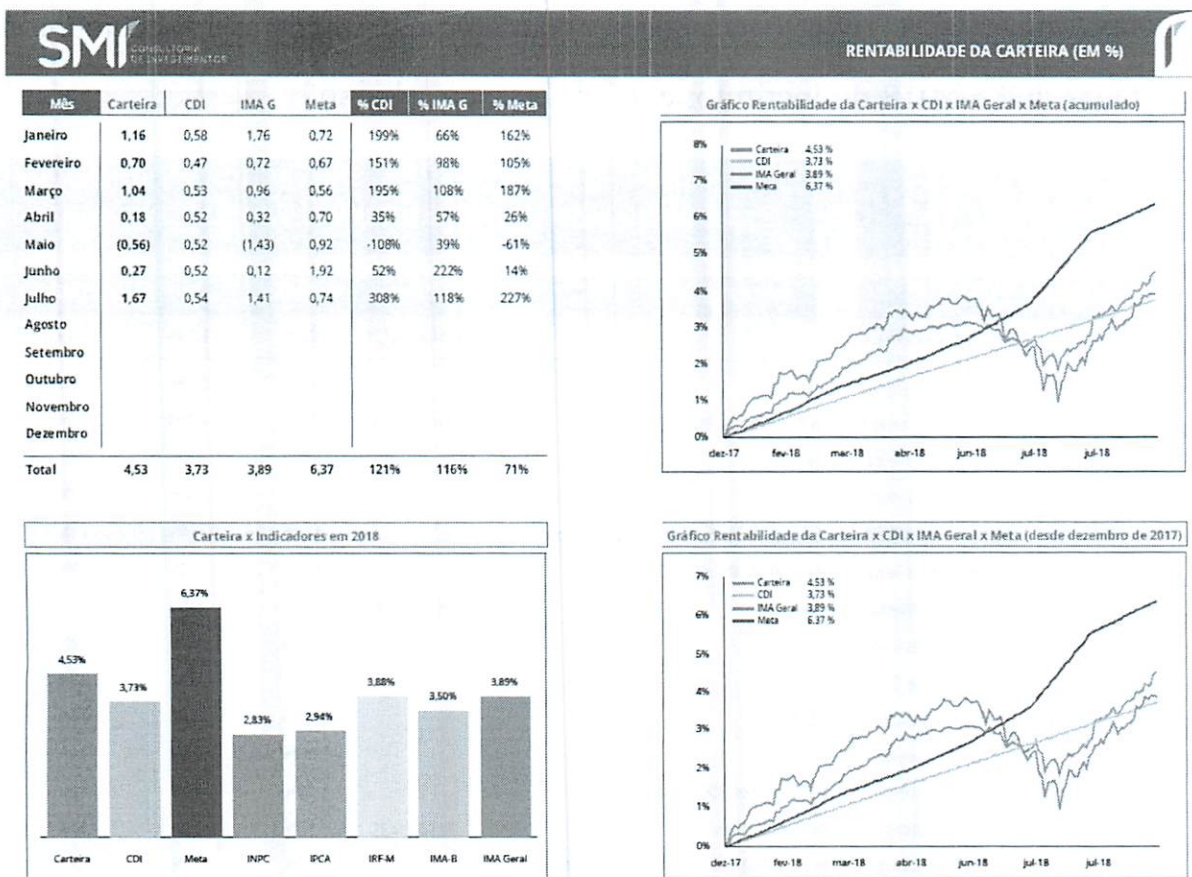 SMI CONSULTORIA
DE INVESTIMENTOS
RENTABILIDADE DA CARTEIRA (EM %)
Mês Carteira CDI IMA G Meta % CDI % IMA G % Meta
Janeiro 1,16 0,58 1,76 0,72 199% 66% 162%
Fevereiro 0,70 0,47 0,72 0,67 151% 98% 105%
Março 1,04 0,53 0,96 0,56 195% 108% 187%
Abril 0,18 0,52 0,32 0,70 35% 57% 26%
Maio (0,56) 0,52 (1,43) 0,92 -108% 39% -61%
Junho 0,27 0,52 0,12 1,92 52% 222% 14%
Julho 1,67 0,54 1,41 0,74 308% 118% 227%
Agosto
Setembro
Outubro
Novembro
Dezembro
Total 4,53 3,73 3,89 6,37 121% 116% 71%
Gráfico Rentabilidade da Carteira x CDI x IMA Geral x Meta (acumulado)
Carteira 4,53 %
CDI 3,73 %
IMA Geral 3,89 %
Meta 6,37 %
8%
7%
6%
5%
4%
3%
2%
1%
0%
dez-17 fev-18 mar-18 abr-18 jun-18 jul-18 jul-18
Carteira x Indicadores em 2018
4,53% 3,73% 6,37% 2,83% 2,94% 3,88% 3,50% 3,89%
Carteira CDI Meta INPC IPCA IRF-M IMA-B IMA Geral
Gráfico Rentabilidade da Carteira x CDI x IMA Geral x Meta (desde dezembro de 2017)
Carteira 4,53 %
CDI 3,73 %
IMA Geral 3,89 %
Meta 6,37 %
7%
6%
5%
4%
3%
2%
1%
0%
dez-17 fev-18 mar-18 abr-18 jun-18 jul-18 jul-18